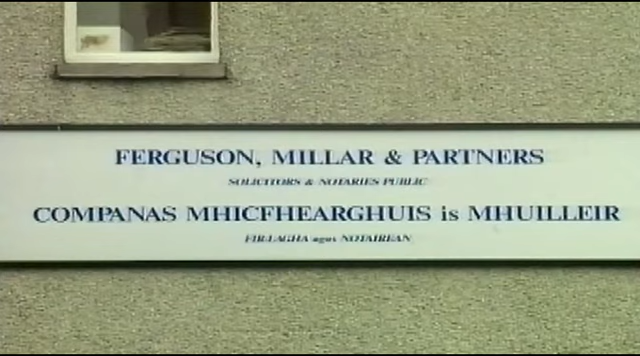 FERGUSON, MILLAR & PARTNERS
SOLICITORS & NOTARIES PUBLIC
COMPANAS MHICFHEARGHUIS is MHUILLEIR
FIR-LAGHA agus NOTAIREAN